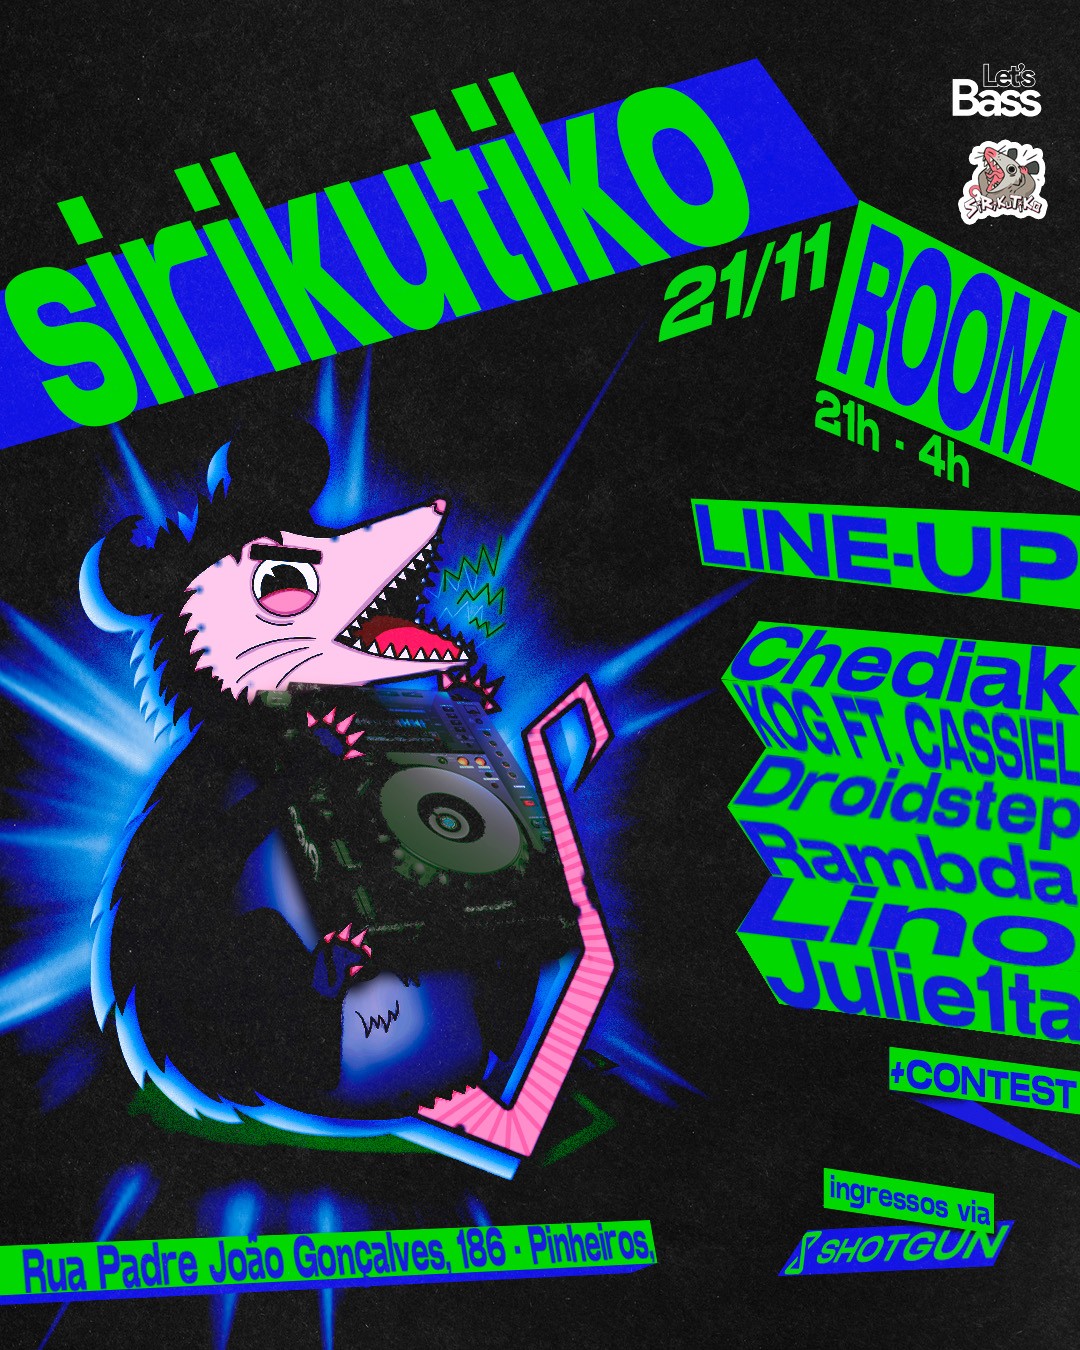 Let's
Bass
SiRiKUTiKo
sirikutiko
21/11
ROOM
21h - 4h
LINE-UP
Chediak
KOG FT. CASSIEL
Droidstep
Rambda
Lino
Julie1ta
+CONTEST
ingressos via
SHOTGUN
Rua Padre João Gonçalves, 186 - Pinheiros,